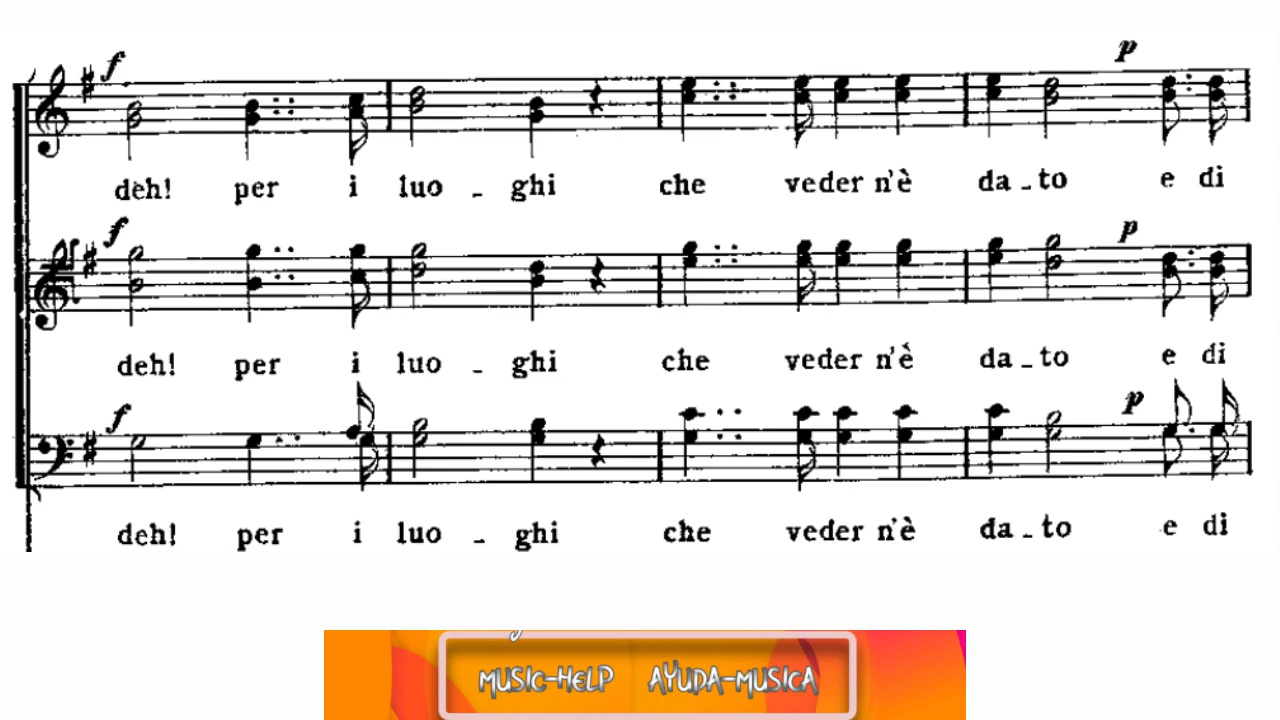 f p
deh! per i luo - ghi che veder n'è da - to e di
f p
deh! per i luo - ghi che veder n'è da - to e di
f p
deh! per i luo - ghi che veder n'è da - to e di
MUSIC-HELP AYUDA-MUSICA